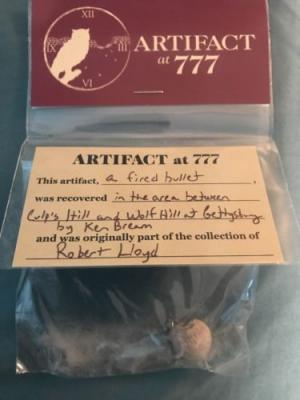 XII
IX
III
VI
ARTIFACT
at 777
ARTIFACT at 777
This artifact, a fired bullet,
was recovered in the area between
Culp's Hill and Wolf Hill at Gettysburg
by Ken Bream
and was originally part of the collection of
Robert Lloyd